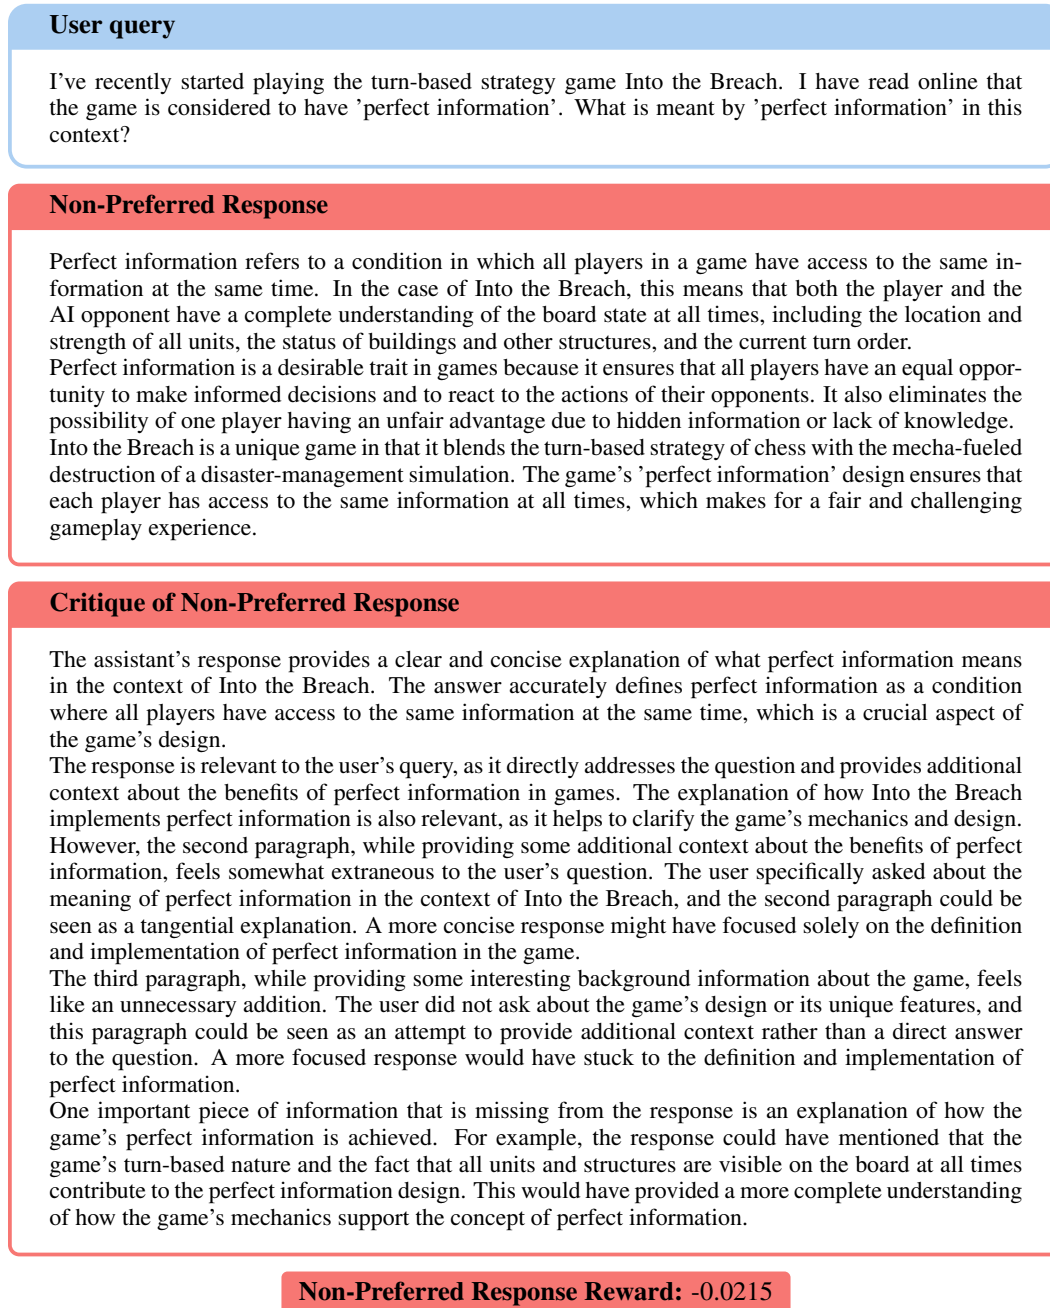 User query
I've recently started playing the turn-based strategy game Into the Breach. I have read online that
the game is considered to have 'perfect information'. What is meant by 'perfect information' in this
context?
Non-Preferred Response
Perfect information refers to a condition in which all players in a game have access to the same in-
formation at the same time. In the case of Into the Breach, this means that both the player and the
AI opponent have a complete understanding of the board state at all times, including the location and
strength of all units, the status of buildings and other structures, and the current turn order.
Perfect information is a desirable trait in games because it ensures that all players have an equal oppor-
tunity to make informed decisions and to react to the actions of their opponents. It also eliminates the
possibility of one player having an unfair advantage due to hidden information or lack of knowledge.
Into the Breach is a unique game in that it blends the turn-based strategy of chess with the mecha-fueled
destruction of a disaster-management simulation. The game's 'perfect information' design ensures that
each player has access to the same information at all times, which makes for a fair and challenging
gameplay experience.
Critique of Non-Preferred Response
The assistant's response provides a clear and concise explanation of what perfect information means
in the context of Into the Breach. The answer accurately defines perfect information as a condition
where all players have access to the same information at the same time, which is a crucial aspect of
the game's design.
The response is relevant to the user's query, as it directly addresses the question and provides additional
context about the benefits of perfect information in games. The explanation of how Into the Breach
implements perfect information is also relevant, as it helps to clarify the game's mechanics and design.
However, the second paragraph, while providing some additional context about the benefits of perfect
information, feels somewhat extraneous to the user's question. The user specifically asked about the
meaning of perfect information in the context of Into the Breach, and the second paragraph could be
seen as a tangential explanation. A more concise response might have focused solely on the definition
and implementation of perfect information in the game.
The third paragraph, while providing some interesting background information about the game, feels
like an unnecessary addition. The user did not ask about the game's design or its unique features, and
this paragraph could be seen as an attempt to provide additional context rather than a direct answer
to the question. A more focused response would have stuck to the definition and implementation of
perfect information.
One important piece of information that is missing from the response is an explanation of how the
game's perfect information is achieved. For example, the response could have mentioned that the
game's turn-based nature and the fact that all units and structures are visible on the board at all times
contribute to the perfect information design. This would have provided a more complete understanding
of how the game's mechanics support the concept of perfect information.
Non-Preferred Response Reward: -0.0215